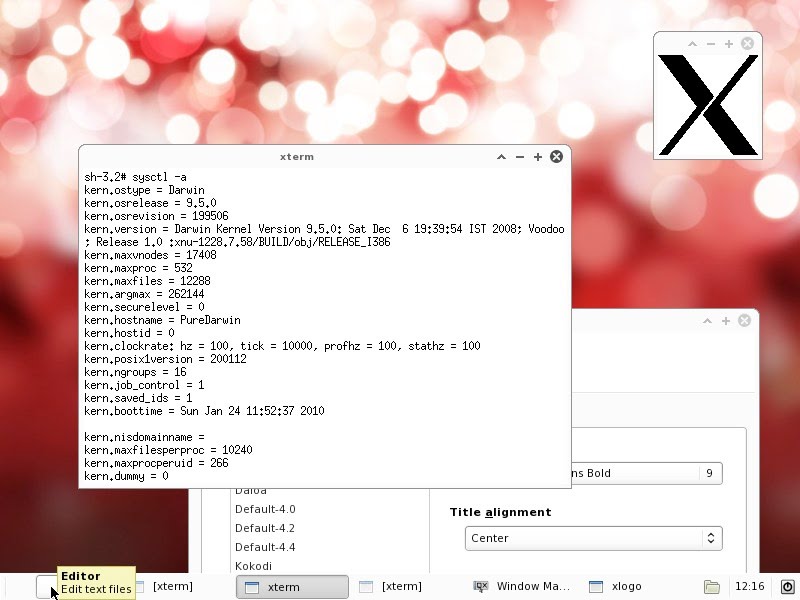 xterm
sh-3.2# sysctl -a
kern.ostype = Darwin
kern.osrelease = 9.5.0
kern.osrevision = 199506
kern.version = Darwin Kernel Version 9.5.0: Sat Dec  6 19:39:54 IST 2008; Voodoo
; Release 1.0 :xnu-1228.7.58/BUILD/obj/RELEASE_I386
kern.maxvnodes = 17408
kern.maxproc = 532
kern.maxfiles = 12288
kern.argmax = 262144
kern.securelevel = 0
kern.hostname = PureDarwin
kern.hostid = 0
kern.clockrate: hz = 100, tick = 10000, profhz = 100, stathz = 100
kern.posix1version = 200112
kern.ngroups = 16
kern.job_control = 1
kern.saved_ids = 1
kern.boottime = Sun Jan 24 11:52:37 2010
kern.nisdomainname =
kern.maxfilesperproc = 10240
kern.maxprocperuid = 266
kern.dummy = 0
ns Bold 9
Daloa
Default-4.0
Default-4.2
Default-4.4
Kokodi
Title alignment
Center
Editor
Edit text files
[xterm]
xterm
[xterm]
Window Ma...
xlogo
12:16